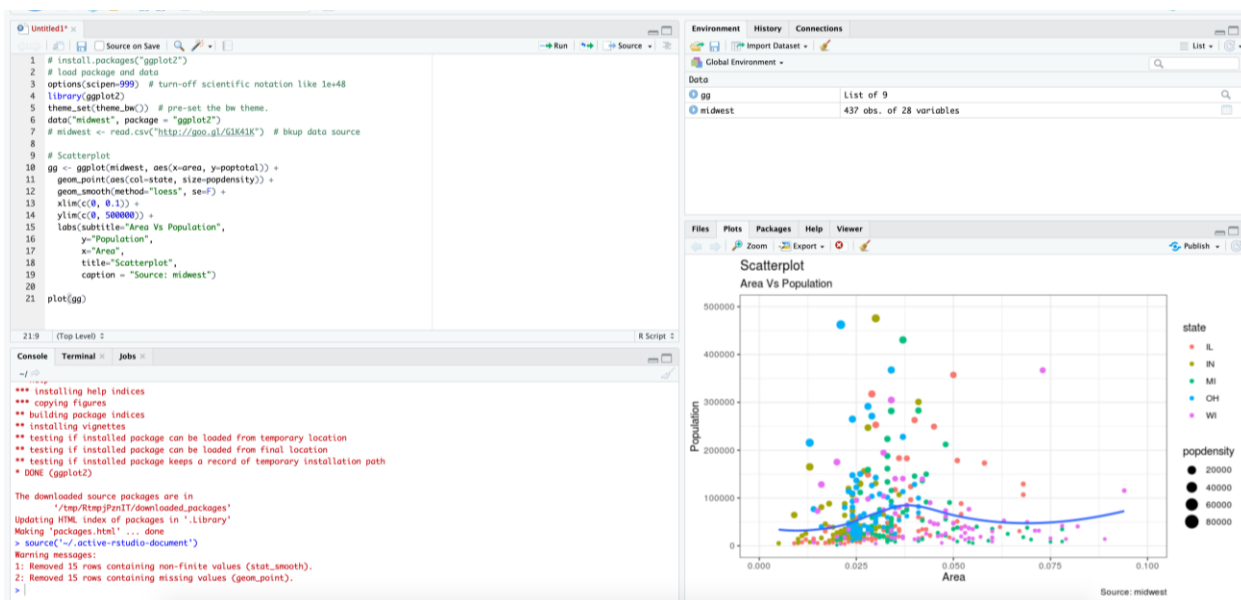 Untitled1*
Source on Save
Run
Source
1 # install.packages("ggplot2")
2 # load package and data
3 options(scipen=999)  # turn-off scientific notation like 1e+48
4 library(ggplot2)
5 theme_set(theme_bw())  # pre-set the bw theme.
6 data("midwest", package = "ggplot2")
7 # midwest <- read.csv("http://goo.gl/G1K41K")  # bkup data source
8
9 # Scatterplot
10 gg <- ggplot(midwest, aes(x=area, y=poptotal)) +
11   geom_point(aes(col=state, size=popdensity)) +
12   geom_smooth(method="loess", se=F) +
13   xlim(c(0, 0.1)) +
14   ylim(c(0, 500000)) +
15   labs(subtitle="Area Vs Population",
16        y="Population",
17        x="Area",
18        title="Scatterplot",
19        caption = "Source: midwest")
20
21 plot(gg)
21:9 (Top Level) R Script
Console Terminal Jobs
~/
*** installing help indices
*** copying figures
** building package indices
** installing vignettes
** testing if installed package can be loaded from temporary location
** testing if installed package can be loaded from final location
** testing if installed package keeps a record of temporary installation path
* DONE (ggplot2)
The downloaded source packages are in
'/tmp/RtmpjPznIT/downloaded_packages'
Updating HTML index of packages in '.Library'
Making 'packages.html' ... done
> source('~/.active-rstudio-document')
Warning messages:
1: Removed 15 rows containing non-finite values (stat_smooth).
2: Removed 15 rows containing missing values (geom_point).
>
Environment History Connections
Import Dataset
List
Global Environment
Data
gg List of 9
midwest 437 obs. of 28 variables
Files Plots Packages Help Viewer
Zoom Export Publish
Scatterplot
Area Vs Population
500000
400000
300000
200000
100000
0
Population
0.000 0.025 0.050 0.075 0.100
Area
Source: midwest
state
IL
IN
MI
OH
WI
popdensity
20000
40000
60000
80000